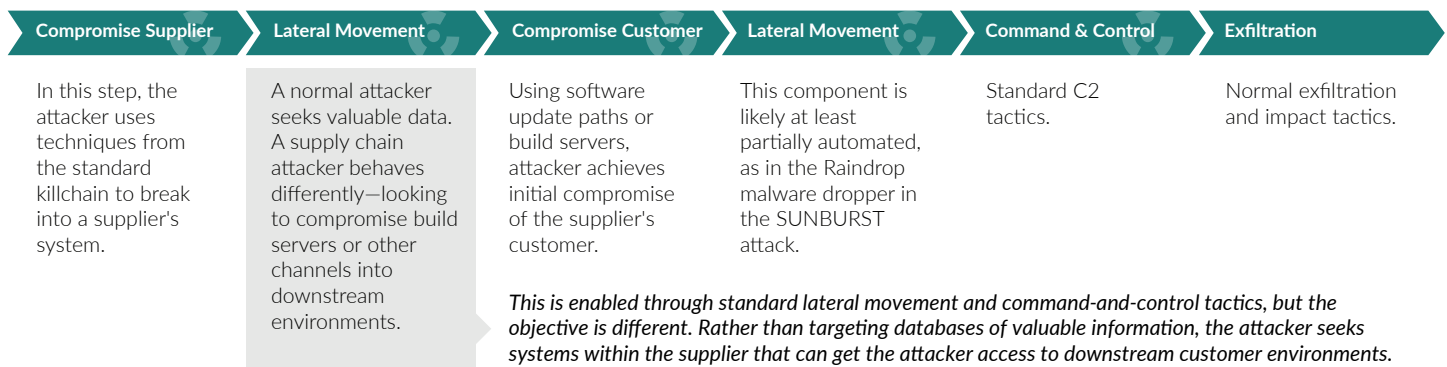 Compromise Supplier
Lateral Movement
Compromise Customer
Lateral Movement
Command & Control
Exfiltration
In this step, the
attacker uses
techniques from
the standard
killchain to break
into a supplier's
system.
A normal attacker
seeks valuable data.
A supply chain
attacker behaves
differently—looking
to compromise build
servers or other
channels into
downstream
environments.
Using software
update paths or
build servers,
attacker achieves
initial compromise
of the supplier's
customer.
This component is
likely at least
partially automated,
as in the Raindrop
malware dropper in
the SUNBURST
attack.
Standard C2
tactics.
Normal exfiltration
and impact tactics.
This is enabled through standard lateral movement and command-and-control tactics, but the
objective is different. Rather than targeting databases of valuable information, the attacker seeks
systems within the supplier that can get the attacker access to downstream customer environments.